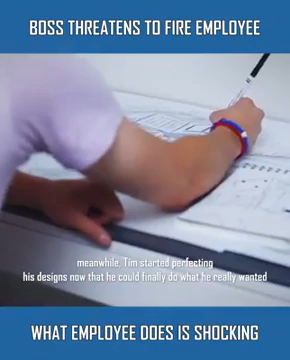 BOSS THREATENS TO FIRE EMPLOYEE
meanwhile, Tim started perfecting
his designs now that he could finally do what he really wanted
WHAT EMPLOYEE DOES IS SHOCKING